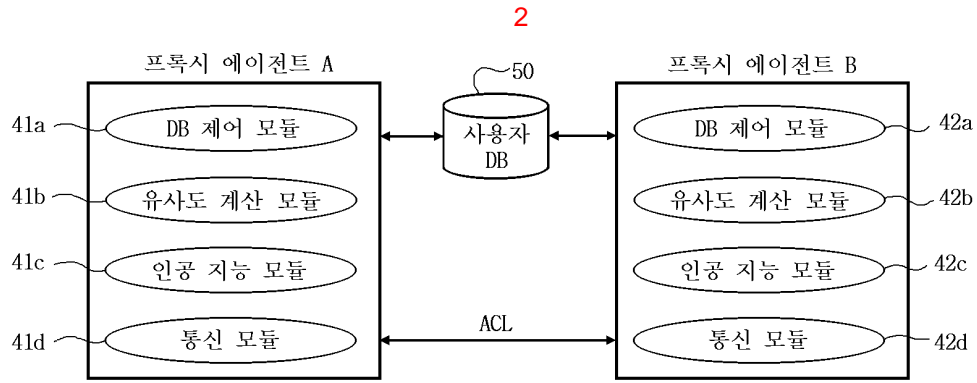 2
프록시 에이전트 A
50
프록시 에이전트 B
41a
DB 제어 모듈
사용자
DB
DB 제어 모듈
42a
41b
유사도 계산 모듈
유사도 계산 모듈
42b
41c
인공 지능 모듈
인공 지능 모듈
42c
41d
통신 모듈
ACL
통신 모듈
42d